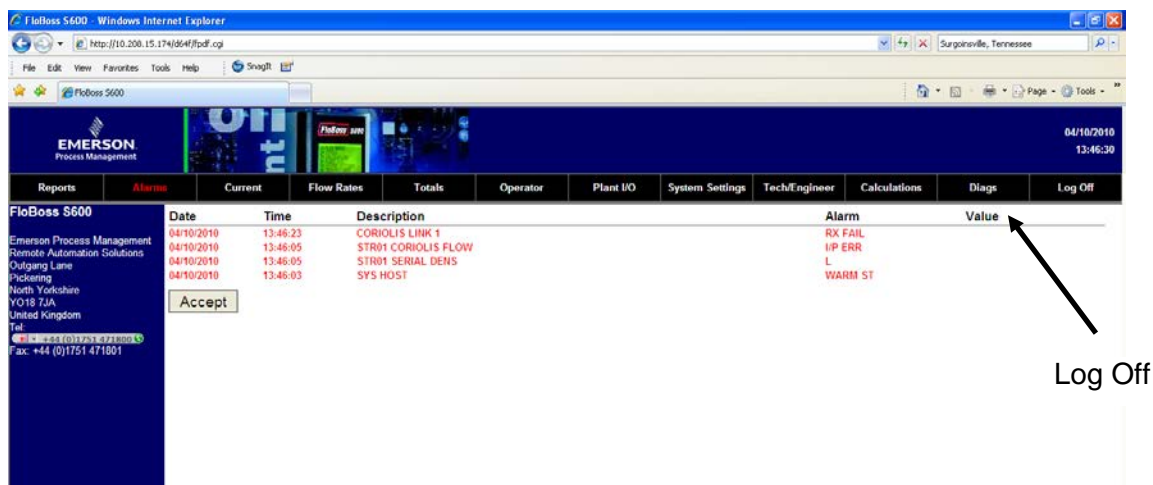 FloBoss S600 - Windows Internet Explorer
http://10.200.15.174/d64f/fpdf.cgi
Surgoinsville, Tennessee
File Edit View Favorites Tools Help SnagIt
FloBoss S600
Page Tools
EMERSON
Process Management
FloBoss S600
04/10/2010
13:46:30
Reports Alarms Current Flow Rates Totals Operator Plant I/O System Settings Tech/Engineer Calculations Diags Log Off
FloBoss S600
Emerson Process Management
Remote Automation Solutions
Outgang Lane
Pickering
North Yorkshire
YO18 7JA
United Kingdom
Tel:
+44 (0)1751 471800
Fax: +44 (0)1751 471801
Date Time Description Alarm Value
04/10/2010 13:46:23 CORIOLIS LINK 1 RX FAIL
04/10/2010 13:46:05 STR01 CORIOLIS FLOW I/P ERR
04/10/2010 13:46:05 STR01 SERIAL DENS L
04/10/2010 13:46:03 SYS HOST WARM ST
Accept
Log Off